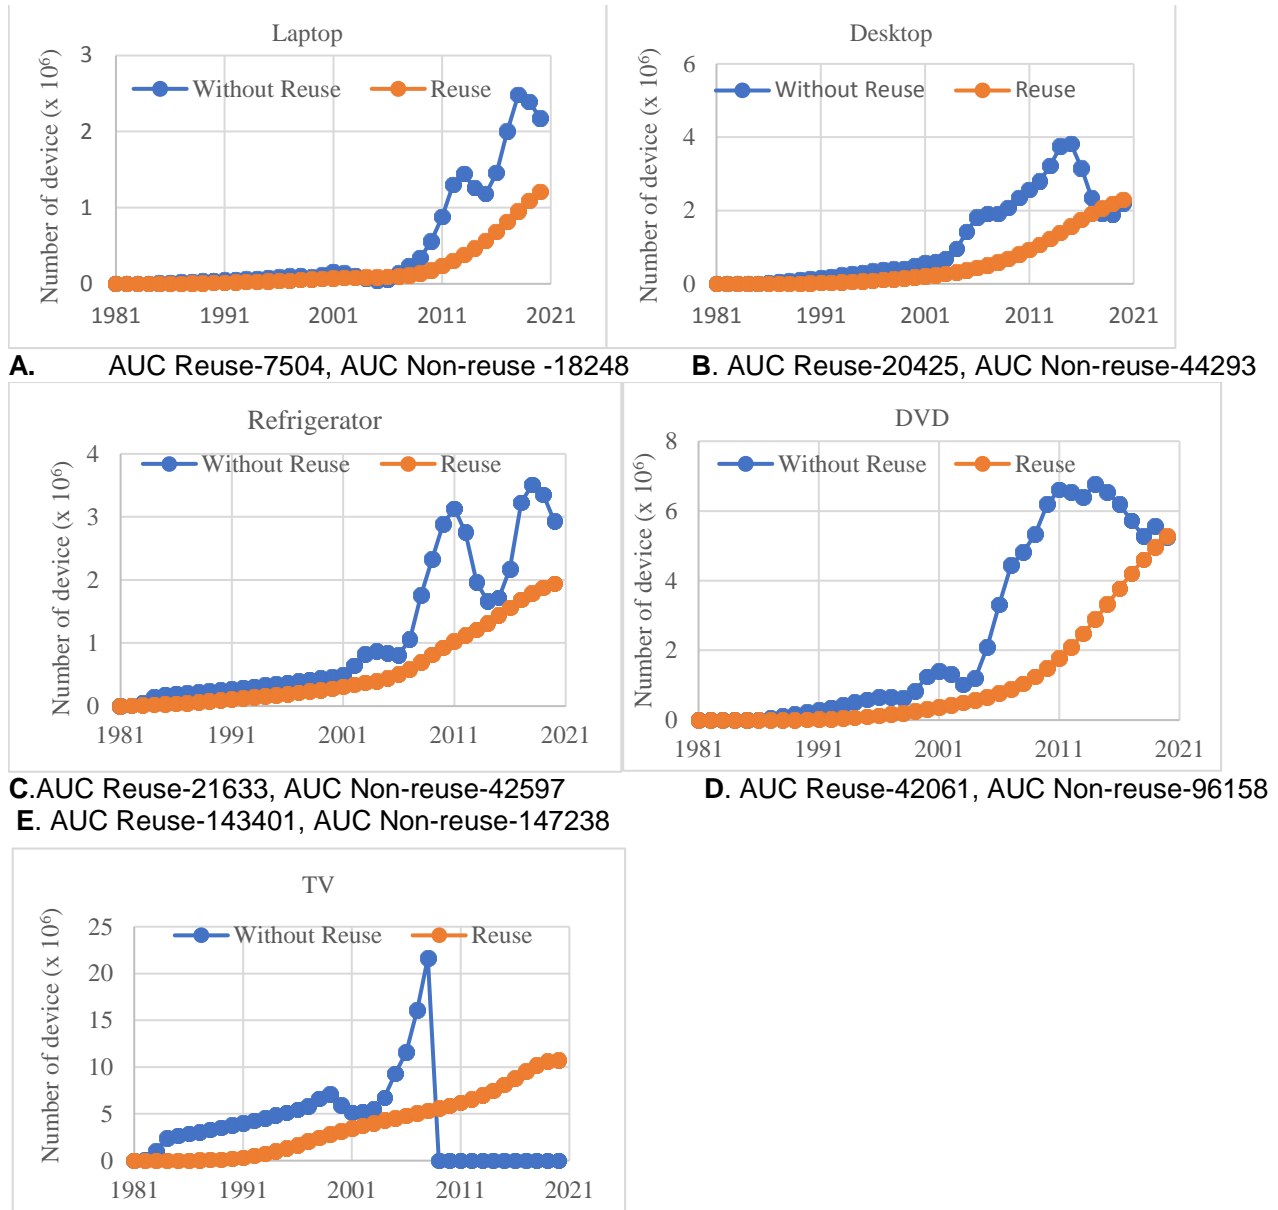 Laptop
Number of device (x 10⁶)
3
2
1
0
Without Reuse Reuse
1981 1991 2001 2011 2021
A. AUC Reuse-7504, AUC Non-reuse -18248
Desktop
Number of device (x 10⁶)
6
4
2
0
Without Reuse Reuse
1981 1991 2001 2011 2021
B. AUC Reuse-20425, AUC Non-reuse-44293
Refrigerator
Number of device (x 10⁶)
4
3
2
1
0
Without Reuse Reuse
1981 1991 2001 2011 2021
C.AUC Reuse-21633, AUC Non-reuse-42597
DVD
Number of device (x 10⁶)
8
6
4
2
0
Without Reuse Reuse
1981 1991 2001 2011 2021
D. AUC Reuse-42061, AUC Non-reuse-96158
E. AUC Reuse-143401, AUC Non-reuse-147238
TV
Number of device (x 10⁶)
25
20
15
10
5
0
Without Reuse Reuse
1981 1991 2001 2011 2021